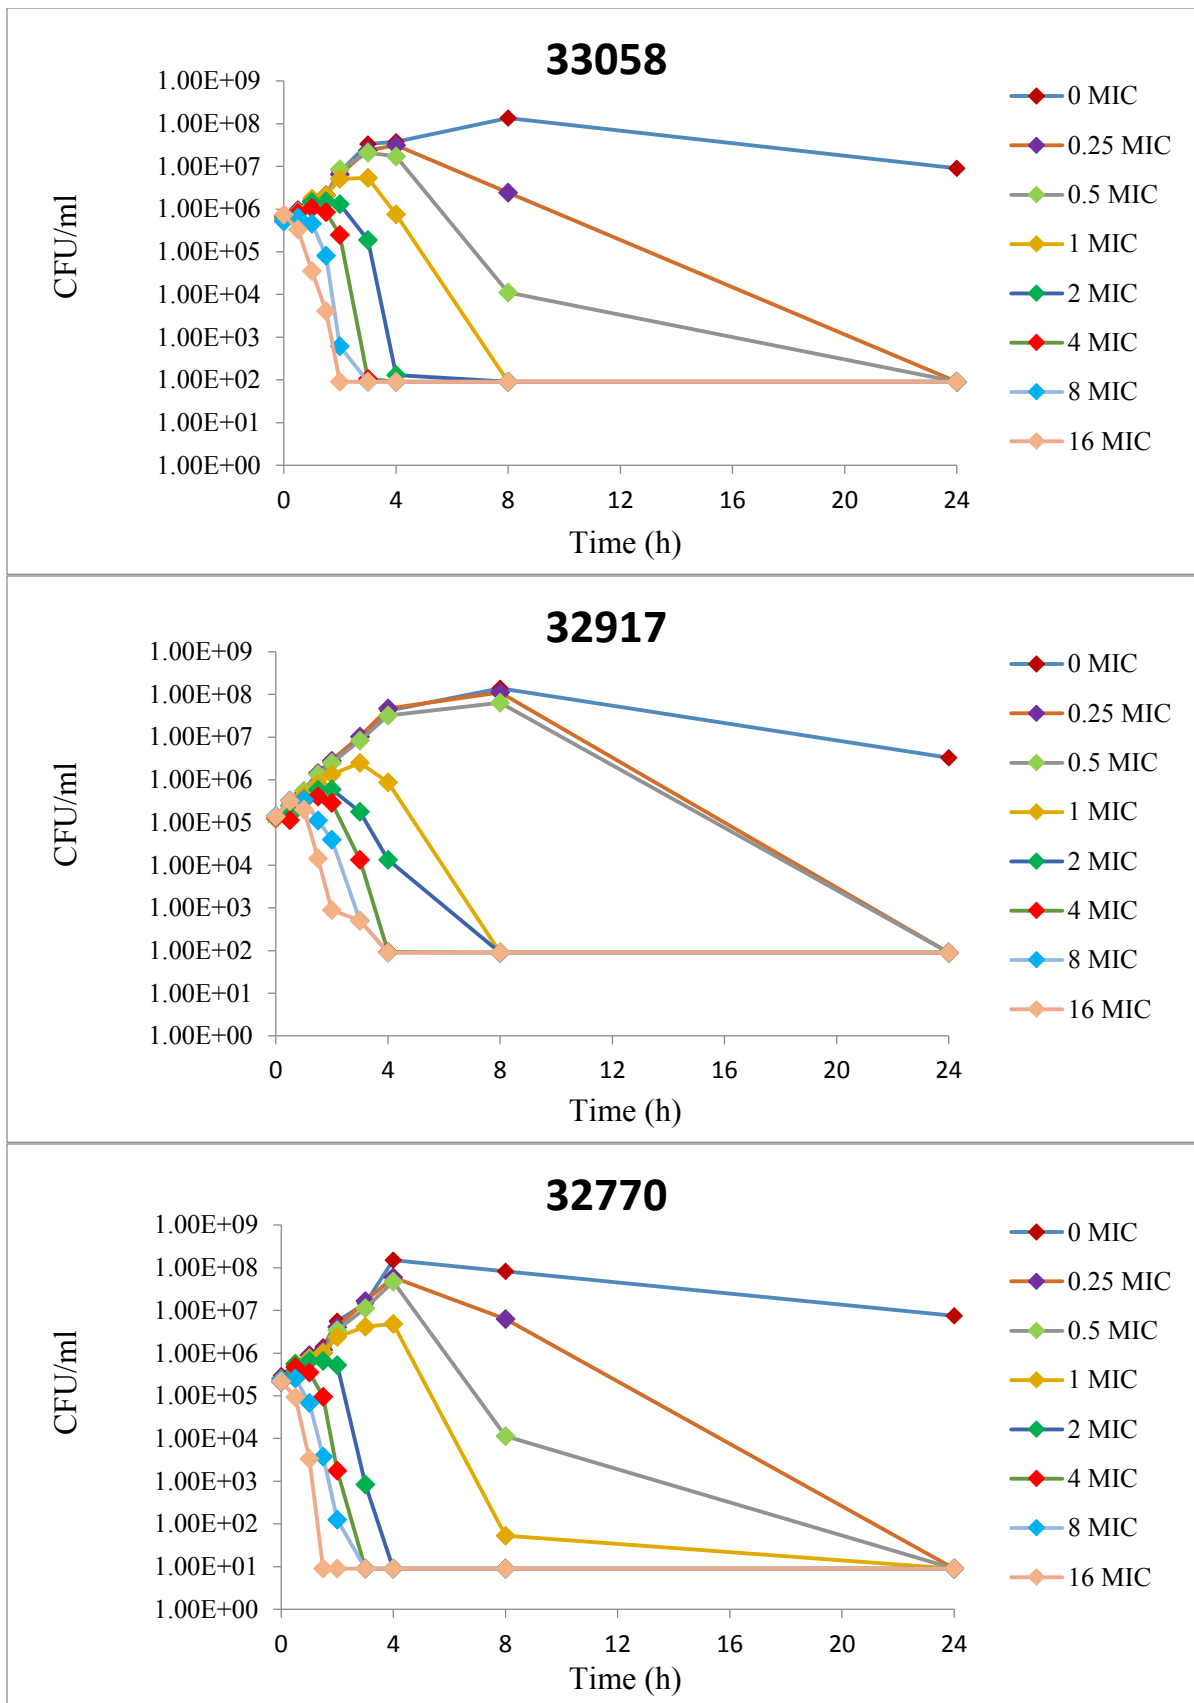 33058
1.00E+09
1.00E+08
1.00E+07
1.00E+06
1.00E+05
1.00E+04
1.00E+03
1.00E+02
1.00E+01
1.00E+00
CFU/ml
0 4 8 12 16 20 24
Time (h)
0 MIC
0.25 MIC
0.5 MIC
1 MIC
2 MIC
4 MIC
8 MIC
16 MIC
32917
1.00E+09
1.00E+08
1.00E+07
1.00E+06
1.00E+05
1.00E+04
1.00E+03
1.00E+02
1.00E+01
1.00E+00
CFU/ml
0 4 8 12 16 20 24
Time (h)
0 MIC
0.25 MIC
0.5 MIC
1 MIC
2 MIC
4 MIC
8 MIC
16 MIC
32770
1.00E+09
1.00E+08
1.00E+07
1.00E+06
1.00E+05
1.00E+04
1.00E+03
1.00E+02
1.00E+01
1.00E+00
CFU/ml
0 4 8 12 16 20 24
Time (h)
0 MIC
0.25 MIC
0.5 MIC
1 MIC
2 MIC
4 MIC
8 MIC
16 MIC